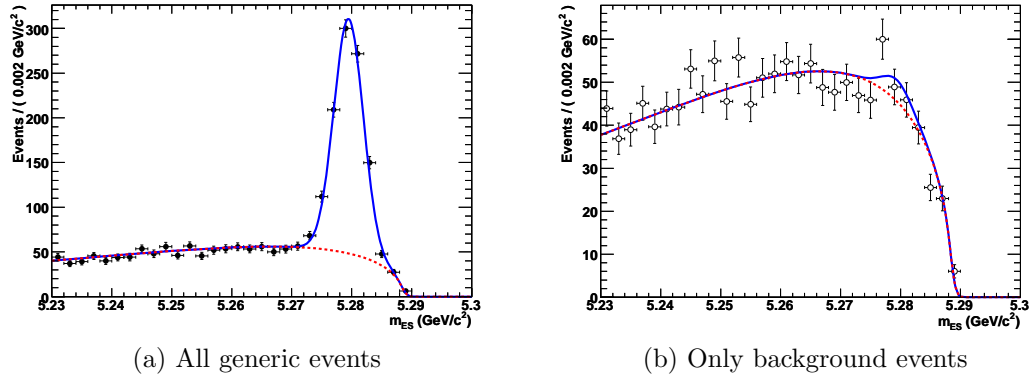 Events / ( 0.002 GeV/c²)
300
250
200
150
100
50
0
5.23 5.24 5.25 5.26 5.27 5.28 5.29 5.3
m_ES (GeV/c²)
(a) All generic events
Events / ( 0.002 GeV/c²)
60
50
40
30
20
10
0
5.23 5.24 5.25 5.26 5.27 5.28 5.29 5.3
m_ES (GeV/c²)
(b) Only background events